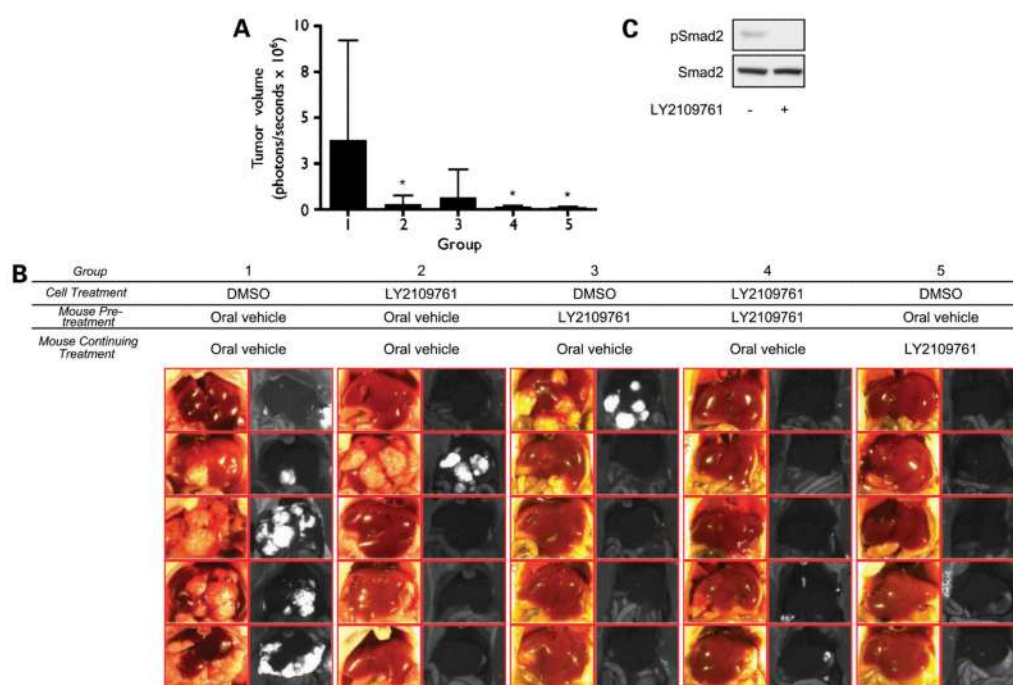 A
Tumor volume
(photons/seconds x 10⁶)
10
8
5
3
0
*
*
*
1
2
3
4
5
Group
C
pSmad2
Smad2
LY2109761
-
+
B
Group 1 2 3 4 5
Cell Treatment DMSO LY2109761 DMSO LY2109761 DMSO
Mouse Pre-
treatment Oral vehicle Oral vehicle LY2109761 LY2109761 Oral vehicle
Mouse Continuing
Treatment Oral vehicle Oral vehicle Oral vehicle Oral vehicle LY2109761